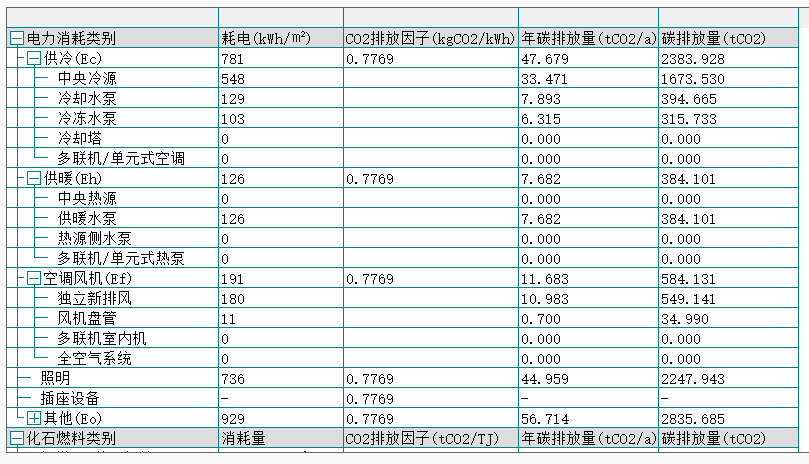 电力消耗类别 耗电(kWh/㎡) CO2排放因子(kgCO2/kWh) 年碳排放量(tCO2/a) 碳排放量(tCO2)
供冷(Ec) 781 0.7769 47.679 2383.928
中央冷源 548 33.471 1673.530
冷却水泵 129 7.893 394.665
冷冻水泵 103 6.315 315.733
冷却塔 0 0.000 0.000
多联机/单元式空调 0 0.000 0.000
供暖(Eh) 126 0.7769 7.682 384.101
中央热源 0 0.000 0.000
供暖水泵 126 7.682 384.101
热源侧水泵 0 0.000 0.000
多联机/单元式热泵 0 0.000 0.000
空调风机(Ef) 191 0.7769 11.683 584.131
独立新排风 180 10.983 549.141
风机盘管 11 0.700 34.990
多联机室内机 0 0.000 0.000
全空气系统 0 0.000 0.000
照明 736 0.7769 44.959 2247.943
插座设备 - 0.7769 - -
其他(Eo) 929 0.7769 56.714 2835.685
化石燃料类别 消耗量 CO2排放因子(tCO2/TJ) 年碳排放量(tCO2/a) 碳排放量(tCO2)